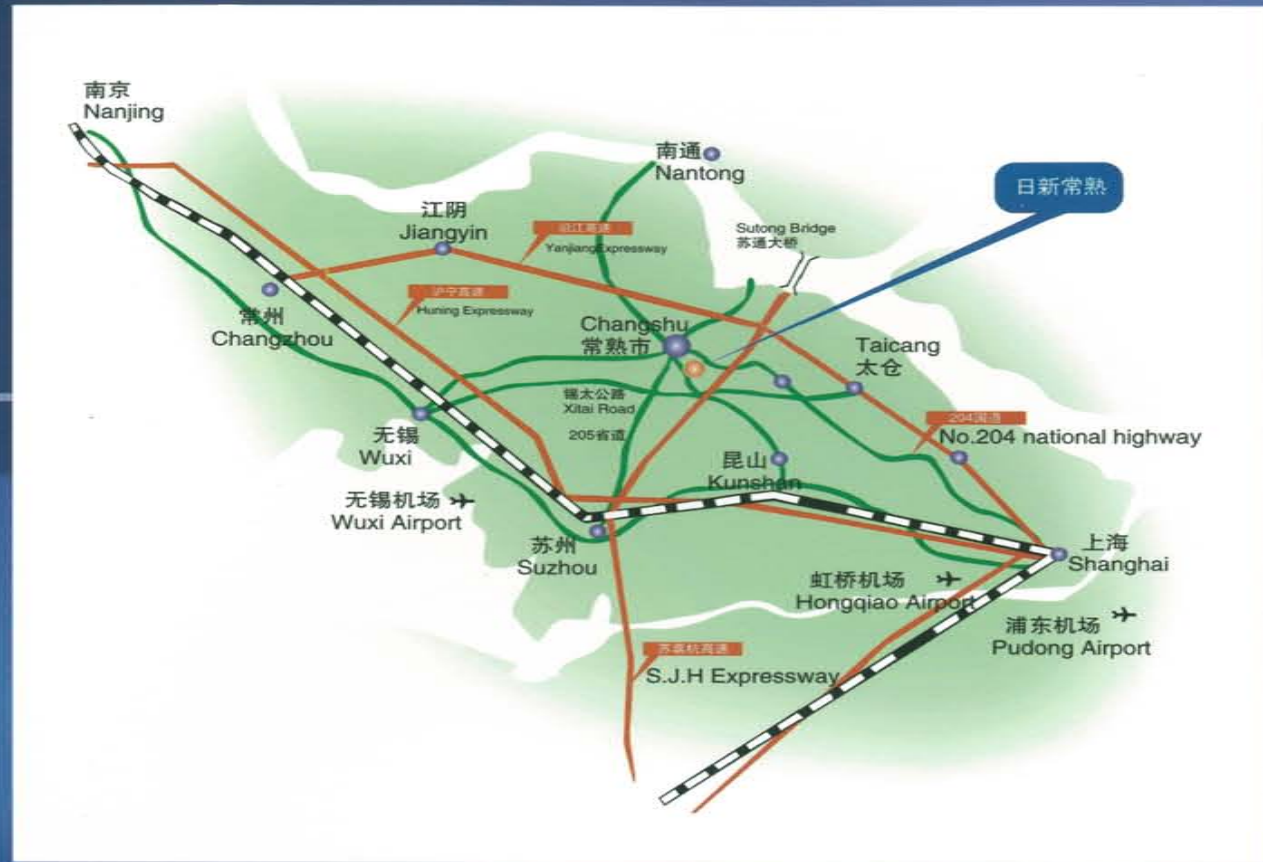 南京
Nanjing
南通
Nantong
日新常熟
江阴
Jiangyin
沿江高速
YanjiangExpressway
Sutong Bridge
苏通大桥
沪宁高速
Huning Expressway
常州
Changzhou
Changshu
常熟市
Taicang
太仓
锡太公路
Xitai Road
205省道
204国道
No.204 national highway
无锡
Wuxi
昆山
Kunshan
无锡机场
Wuxi Airport
苏州
Suzhou
上海
Shanghai
虹桥机场
Hongqiao Airport
浦东机场
Pudong Airport
苏嘉杭高速
S.J.H Expressway